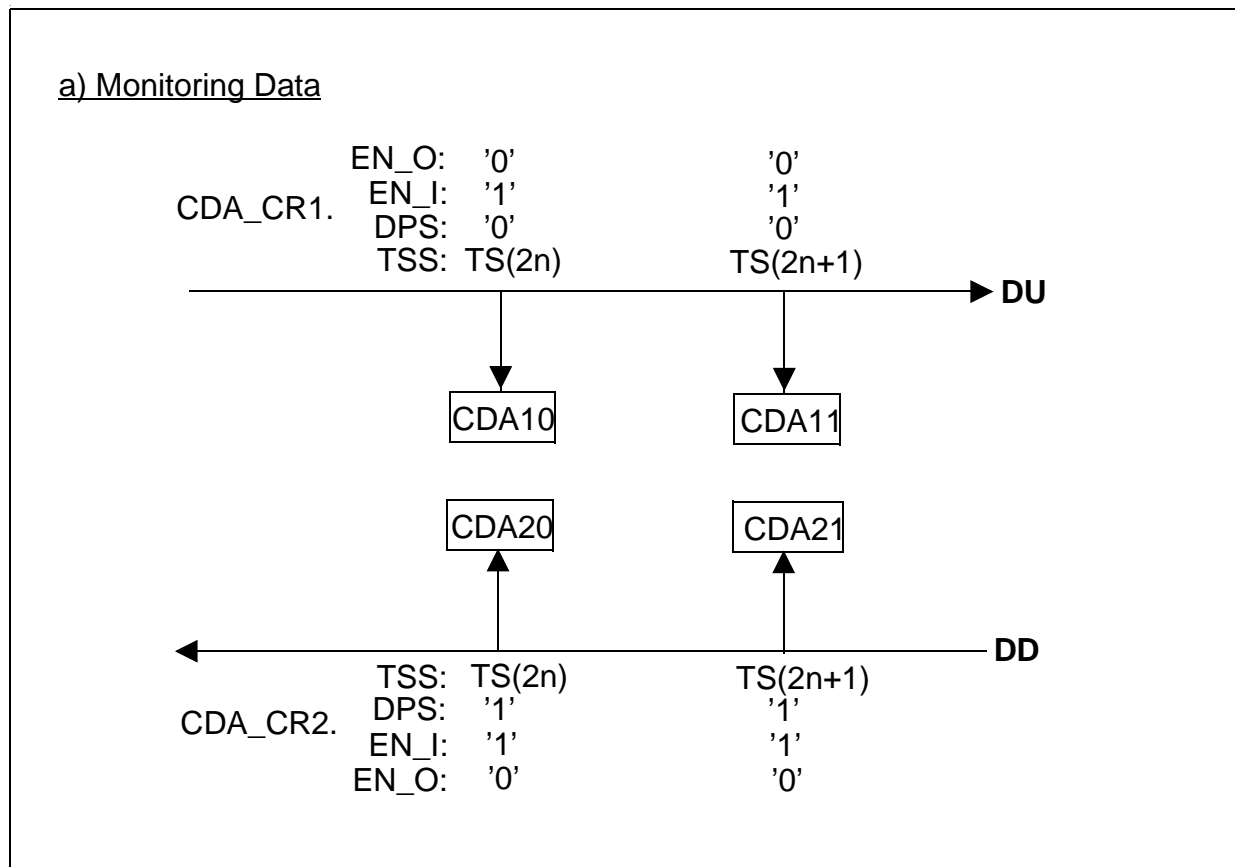 a) Monitoring Data
EN_O: ’0’ ’0’
EN_I: ’1’ ’1’
CDA_CR1.
DPS: ’0’ ’0’
TSS: TS(2n) TS(2n+1)
DU
CDA10 CDA11
CDA20 CDA21
DD
TSS: TS(2n) TS(2n+1)
DPS: ’1’ ’1’
CDA_CR2.
EN_I: ’1’ ’1’
EN_O: ’0’ ’0’